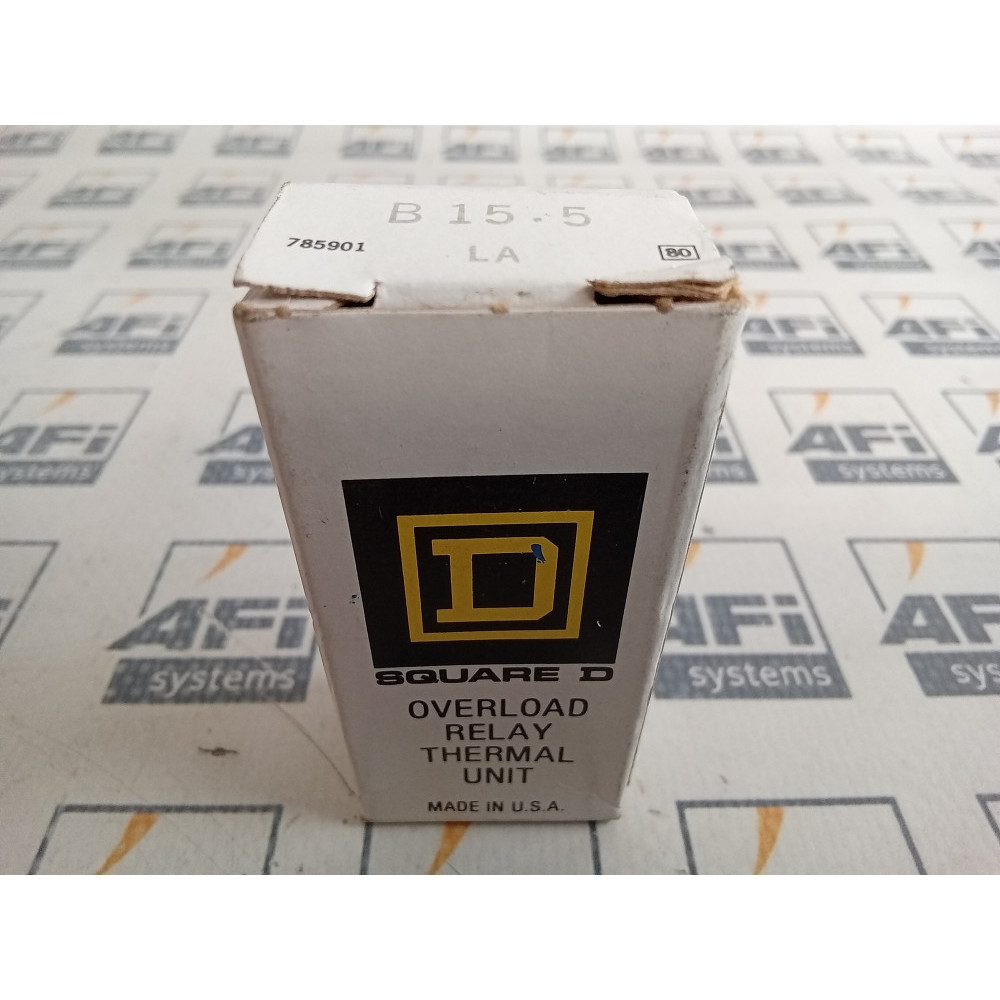 B 15.5
785901
LA
80
D
SQUARE D
OVERLOAD
RELAY
THERMAL
UNIT
MADE IN U.S.A.
AFi
systems